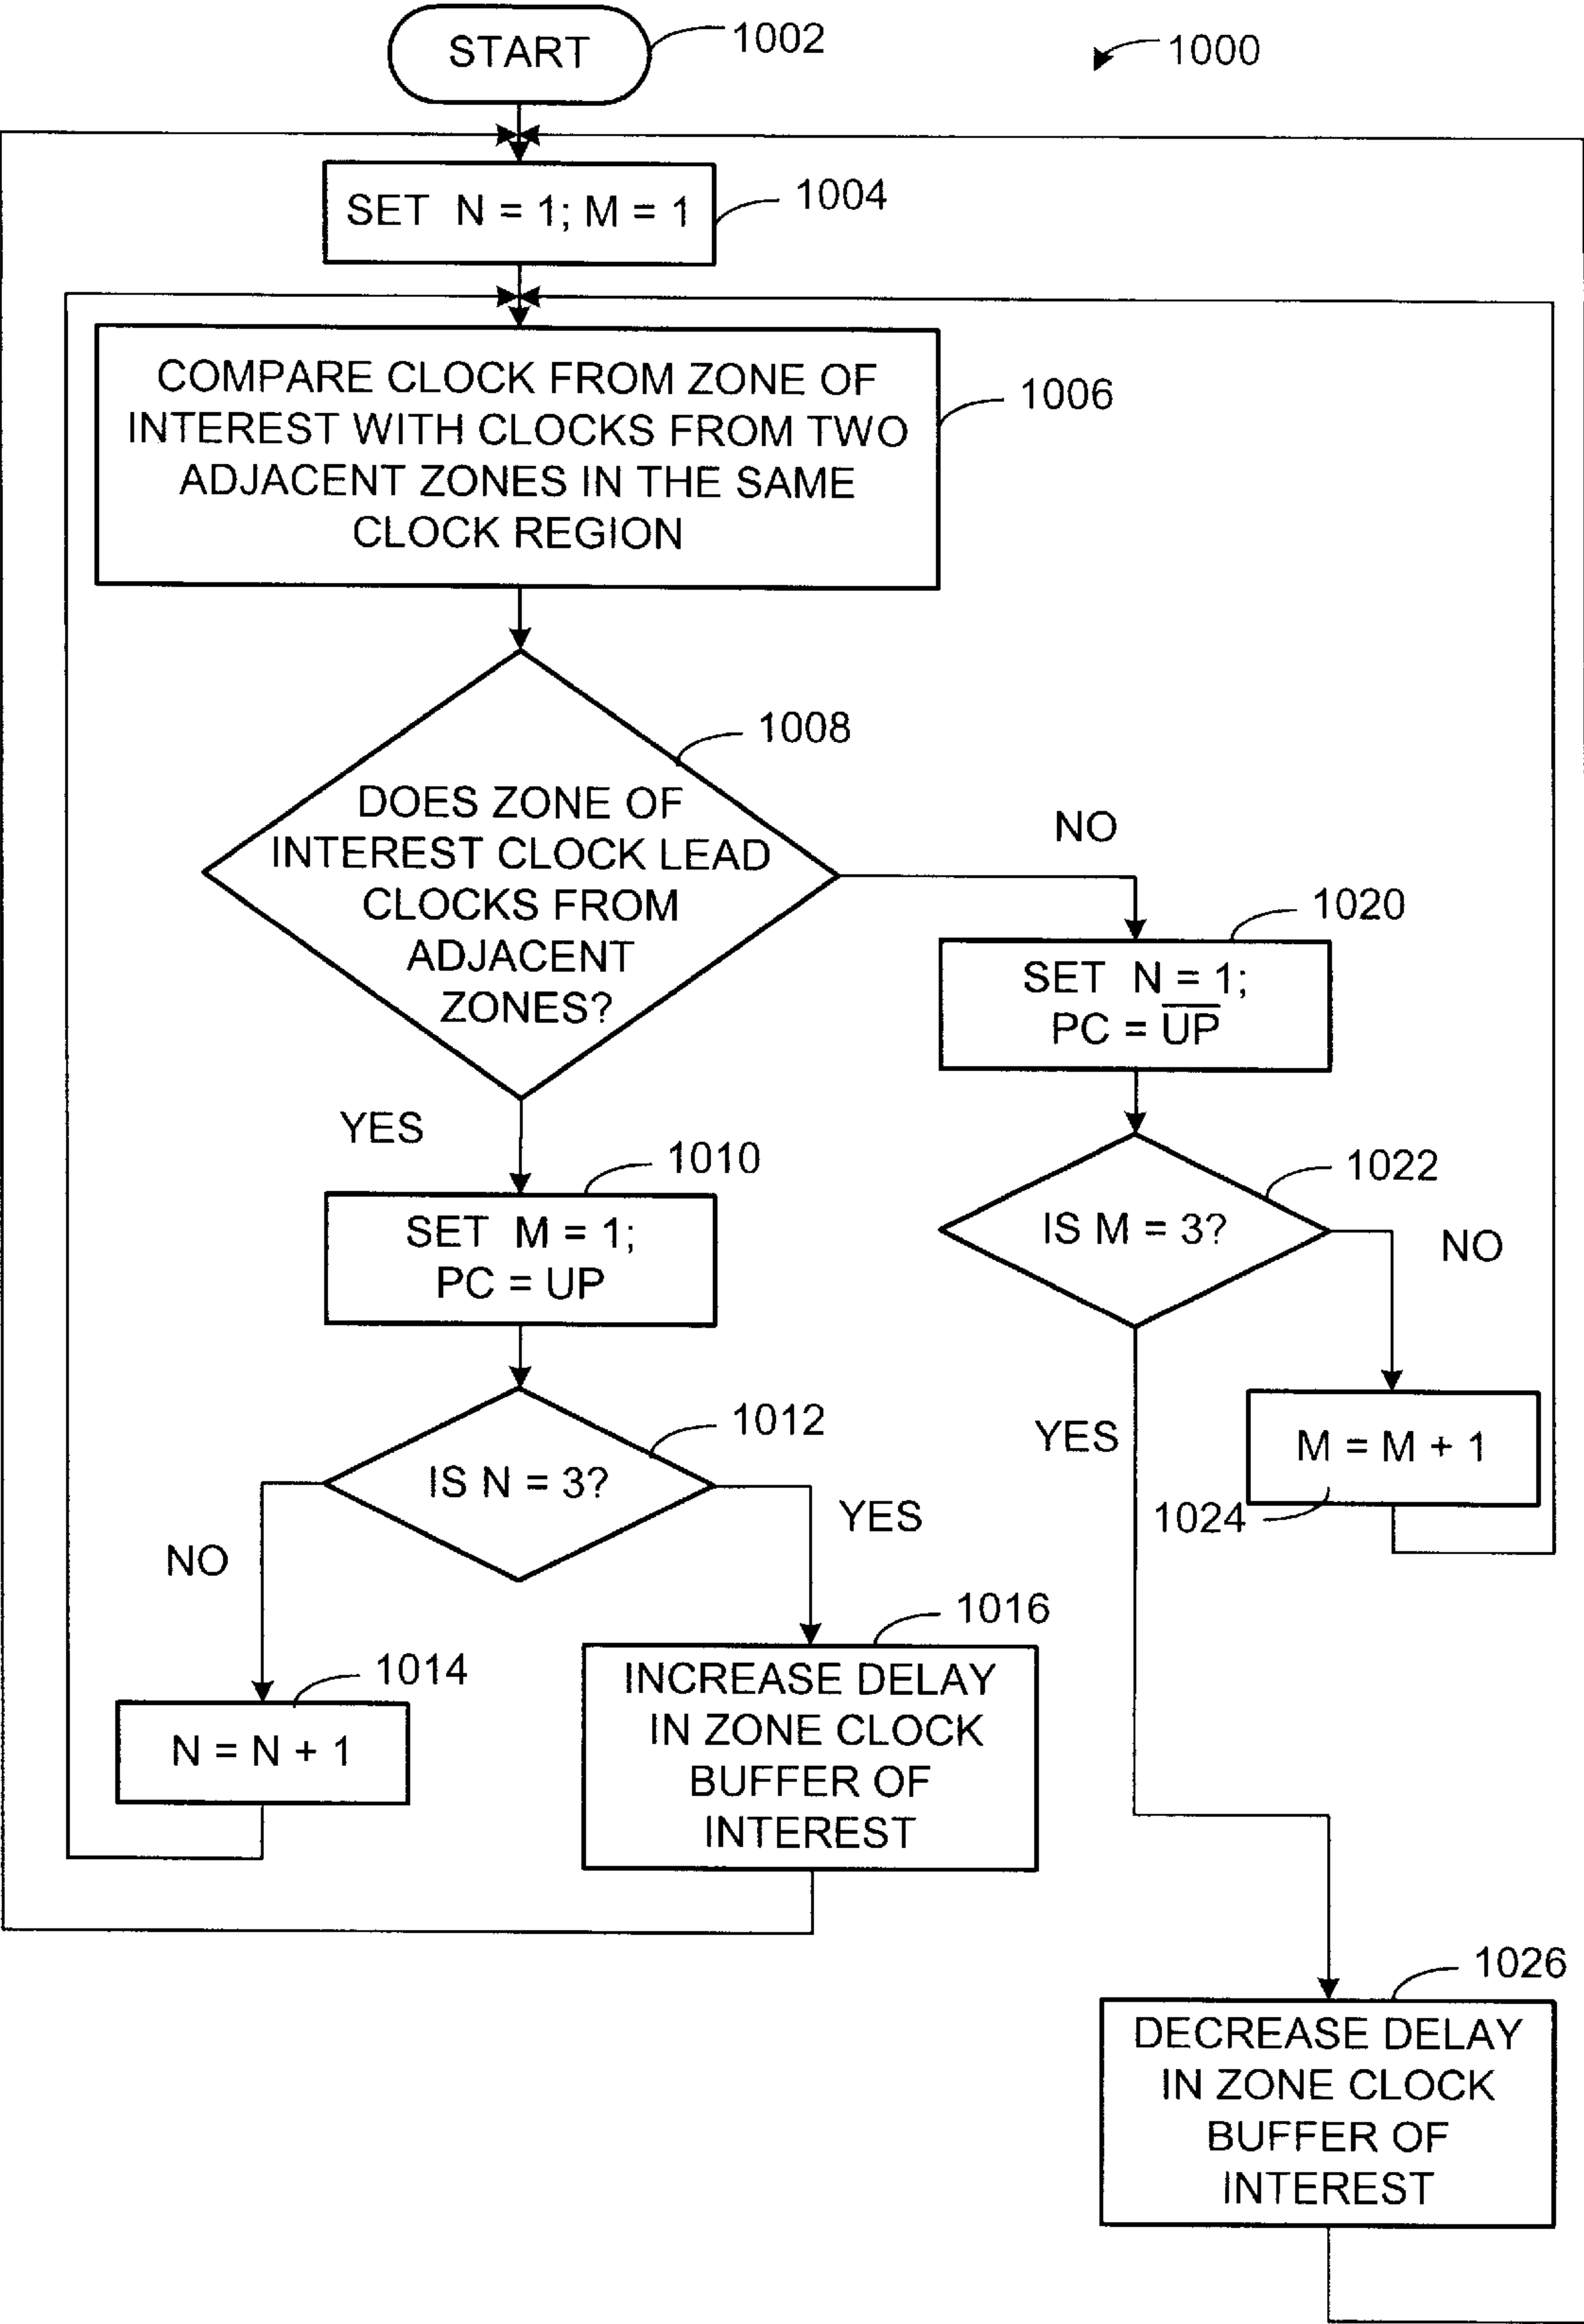 START
1002
1000
SET N = 1; M = 1
1004
COMPARE CLOCK FROM ZONE OF
INTEREST WITH CLOCKS FROM TWO
ADJACENT ZONES IN THE SAME
CLOCK REGION
1006
1008
DOES ZONE OF
INTEREST CLOCK LEAD
CLOCKS FROM
ADJACENT
ZONES?
NO
1020
SET N = 1;
PC = U̅P̅
YES
1010
SET M = 1;
PC = UP
1022
IS M = 3?
NO
1012
IS N = 3?
YES
M = M + 1
1024
YES
NO
1016
INCREASE DELAY
IN ZONE CLOCK
BUFFER OF
INTEREST
1014
N = N + 1
1026
DECREASE DELAY
IN ZONE CLOCK
BUFFER OF
INTEREST